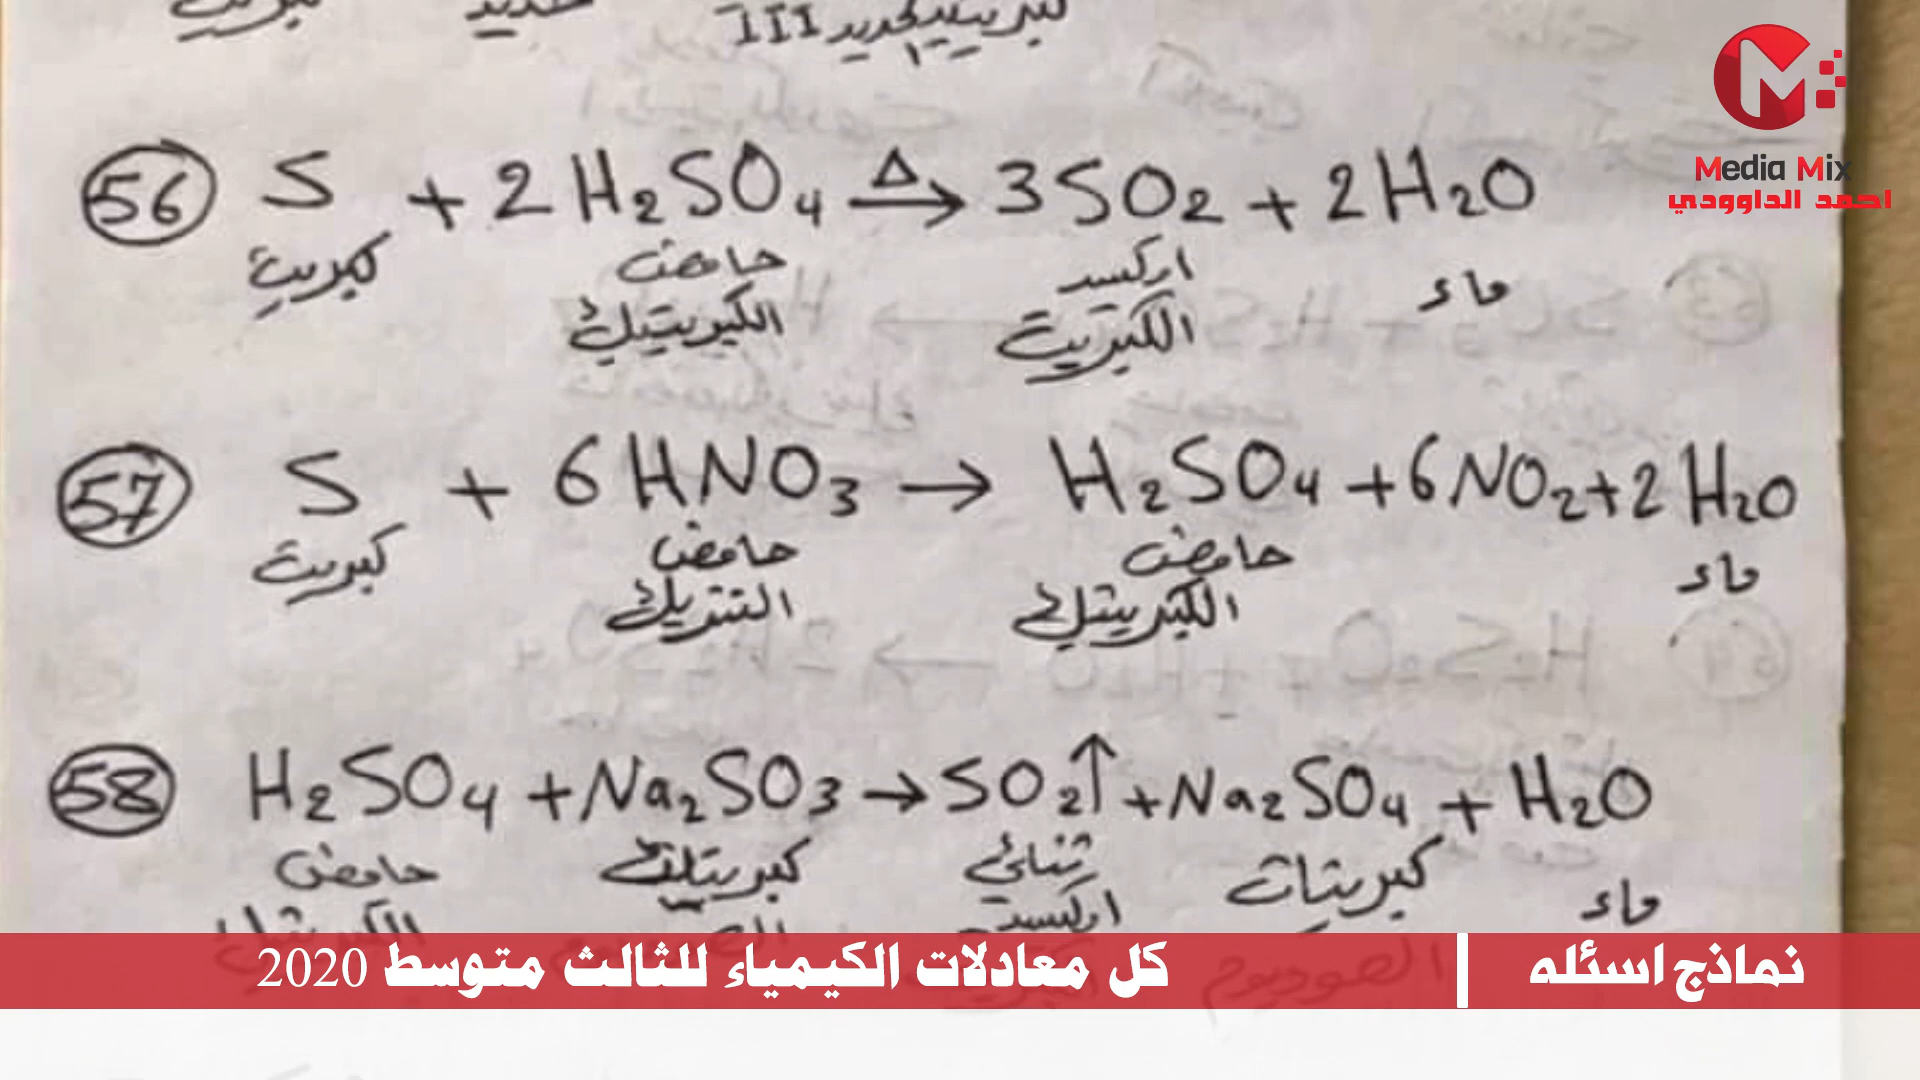 كبريتيد الحديد III
Media Mix
احمد الداوودي
56 S + 2H₂SO₄ →Δ 3SO₂ + 2H₂O
كبريت حامض اوكسيد ماء
الكبريتيك الكبريت
57 S + 6HNO₃ → H₂SO₄ + 6NO₂ + 2H₂O
كبريت حامض حامض ماء
النتريك الكبريتيك
58 H₂SO₄ + Na₂SO₃ → SO₂↑ + Na₂SO₄ + H₂O
حامض كبريتيت ثنائي كبريتات ماء
الكبريتيك اوكسيد الصوديوم
نماذج اسئله | كل معادلات الكيمياء للثالث متوسط 2020